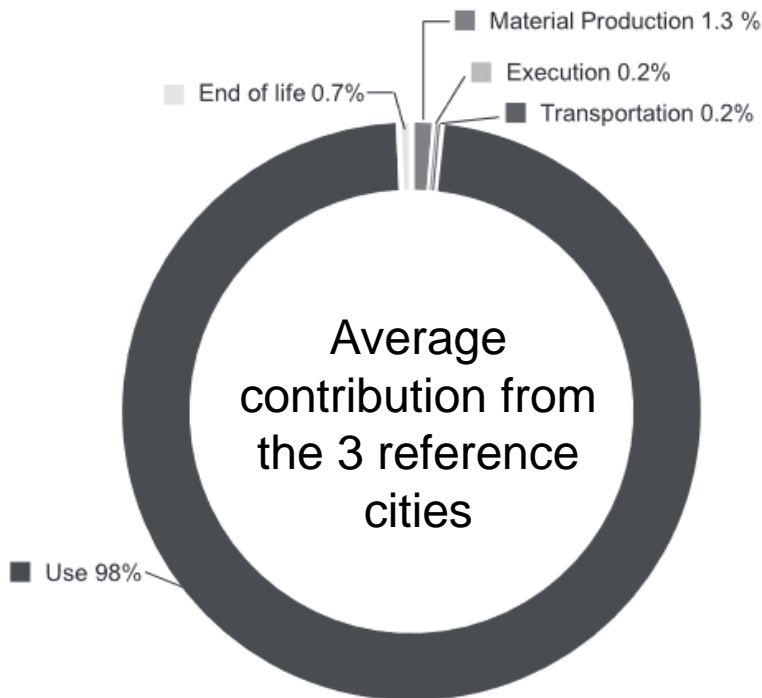 Material Production 1.3 %
Execution 0.2%
End of life 0.7%
Transportation 0.2%
Average
contribution from
the 3 reference
cities
Use 98%